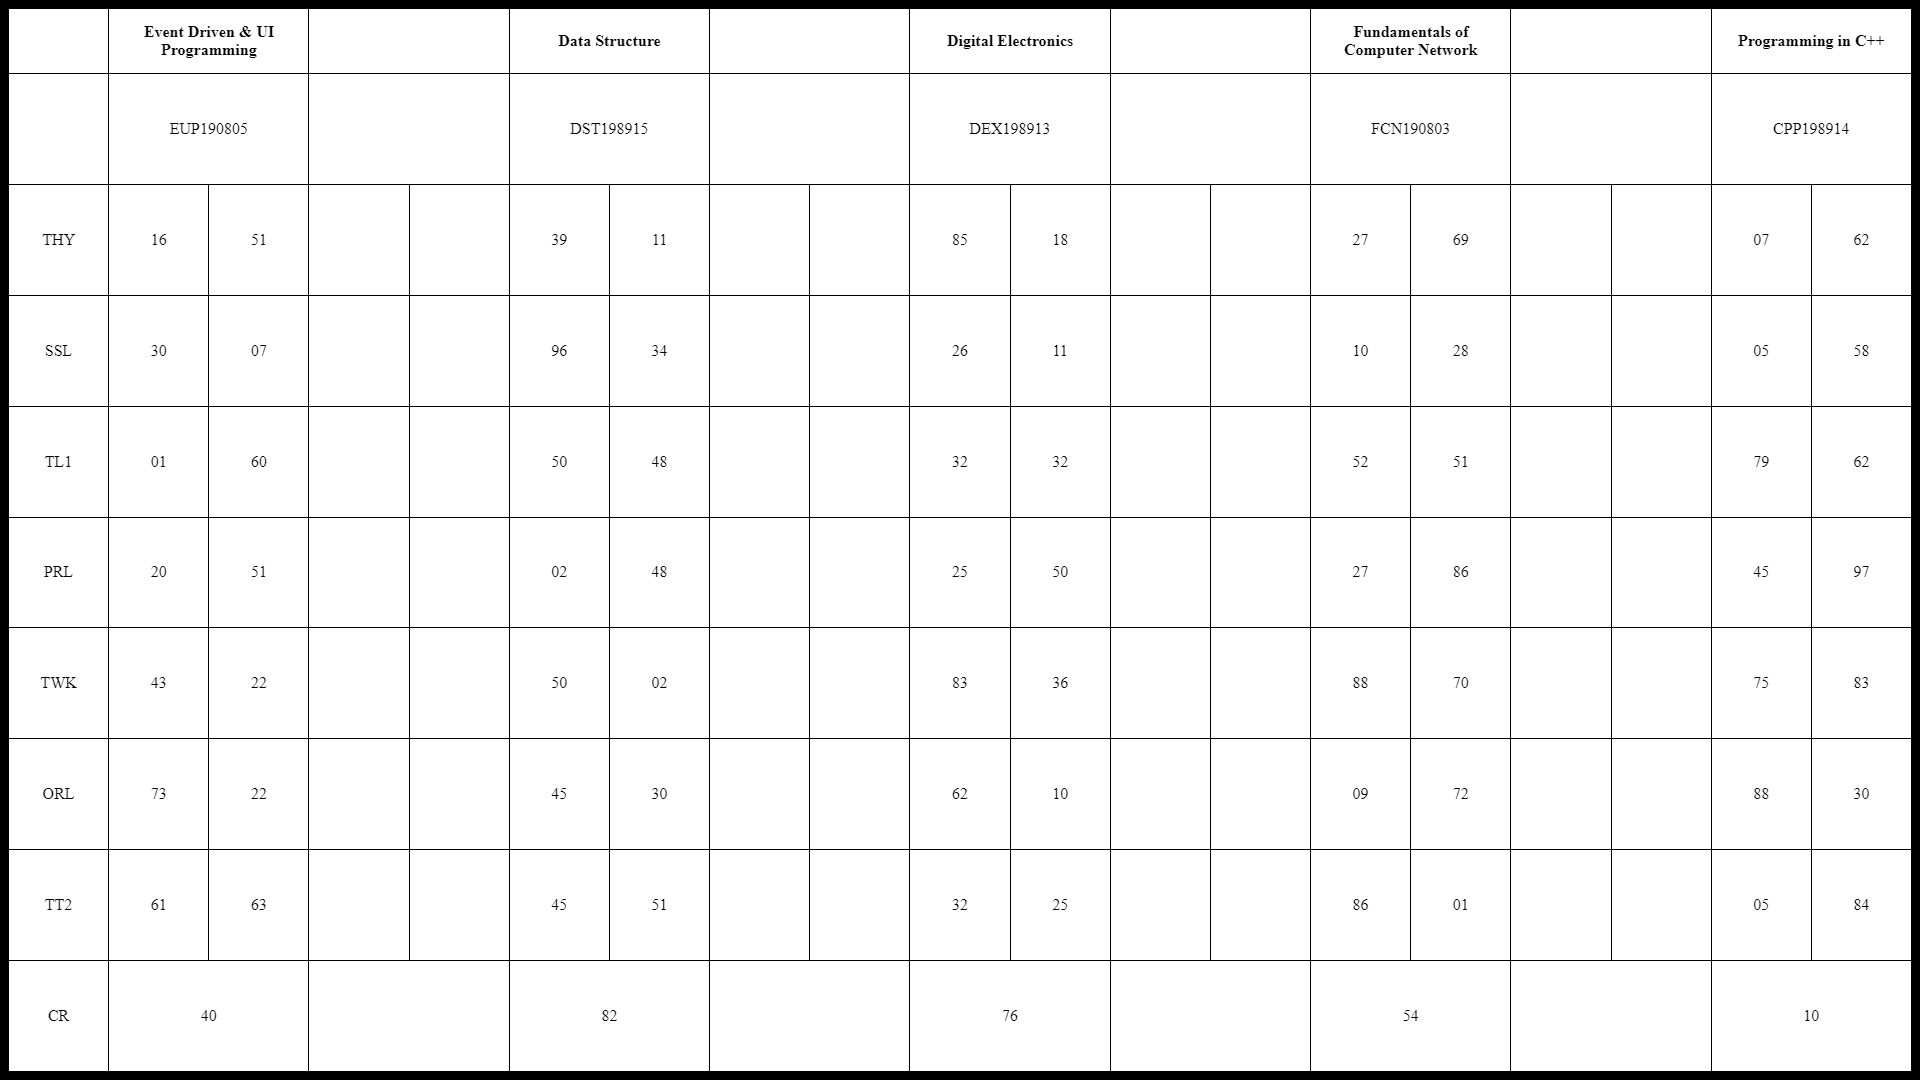 Event Driven & UI
Programming
Data Structure
Digital Electronics
Fundamentals of
Computer Network
Programming in C++
EUP190805 DST198915 DEX198913 FCN190803 CPP198914
THY 16 51 39 11 85 18 27 69 07 62
SSL 30 07 96 34 26 11 10 28 05 58
TL1 01 60 50 48 32 32 52 51 79 62
PRL 20 51 02 48 25 50 27 86 45 97
TWK 43 22 50 02 83 36 88 70 75 83
ORL 73 22 45 30 62 10 09 72 88 30
TT2 61 63 45 51 32 25 86 01 05 84
CR 40 82 76 54 10